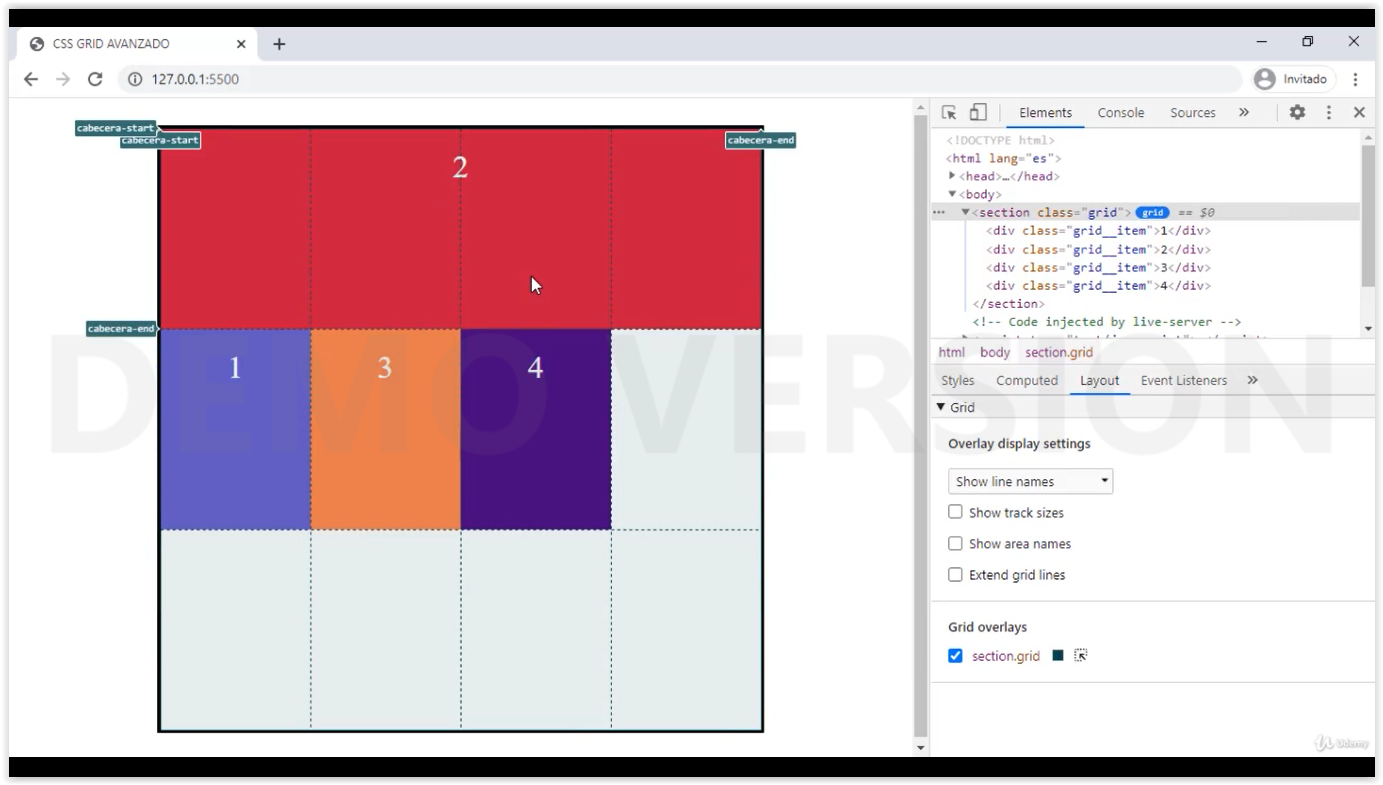 CSS GRID AVANZADO
127.0.0.1:5500
Invitado
cabecera-start
cabecera-start
cabecera-end
2
cabecera-end
1
3
4
DEMO VERSION
Elements
Console
Sources
<!DOCTYPE html>
<html lang="es">
<head>…</head>
<body>
<section class="grid"> grid == $0
<div class="grid__item">1</div>
<div class="grid__item">2</div>
<div class="grid__item">3</div>
<div class="grid__item">4</div>
</section>
<!-- Code injected by live-server -->
html body section.grid
Styles
Computed
Layout
Event Listeners
Grid
Overlay display settings
Show line names
Show track sizes
Show area names
Extend grid lines
Grid overlays
section.grid
Udemy